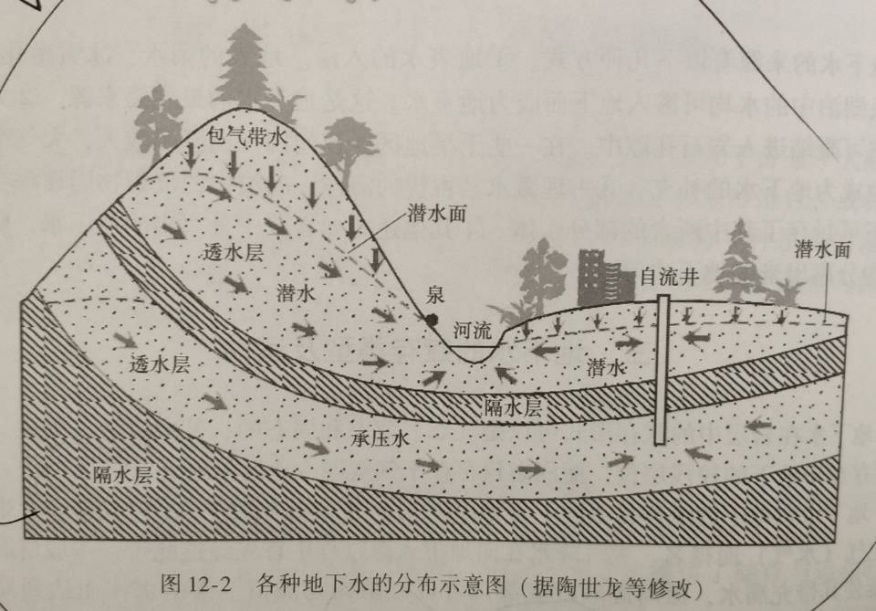 包气带水
潜水面
潜水面
透水层
自流井
潜水
泉
河流
透水层
潜水
隔水层
承压水
隔水层
图 12-2 各种地下水的分布示意图（据陶世龙等修改）